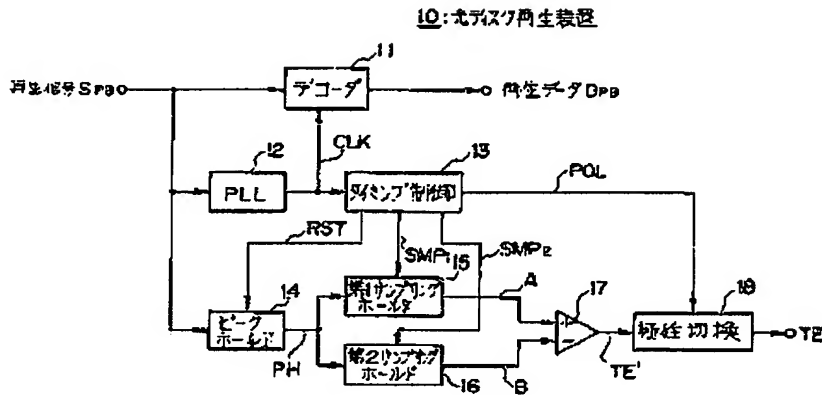 10:光ディスク再生装置
11
再生信号SPB
デコーダ
再生データDPB
CLK
12
13
PLL
タイミング制御
POL
RST
SMP1
SMP2
15
14
第1サンプリング
ホールド
A
17
18
ピーク
ホールド
極性切換
TE
PH
第2サンプリング
ホールド
TE'
16
B